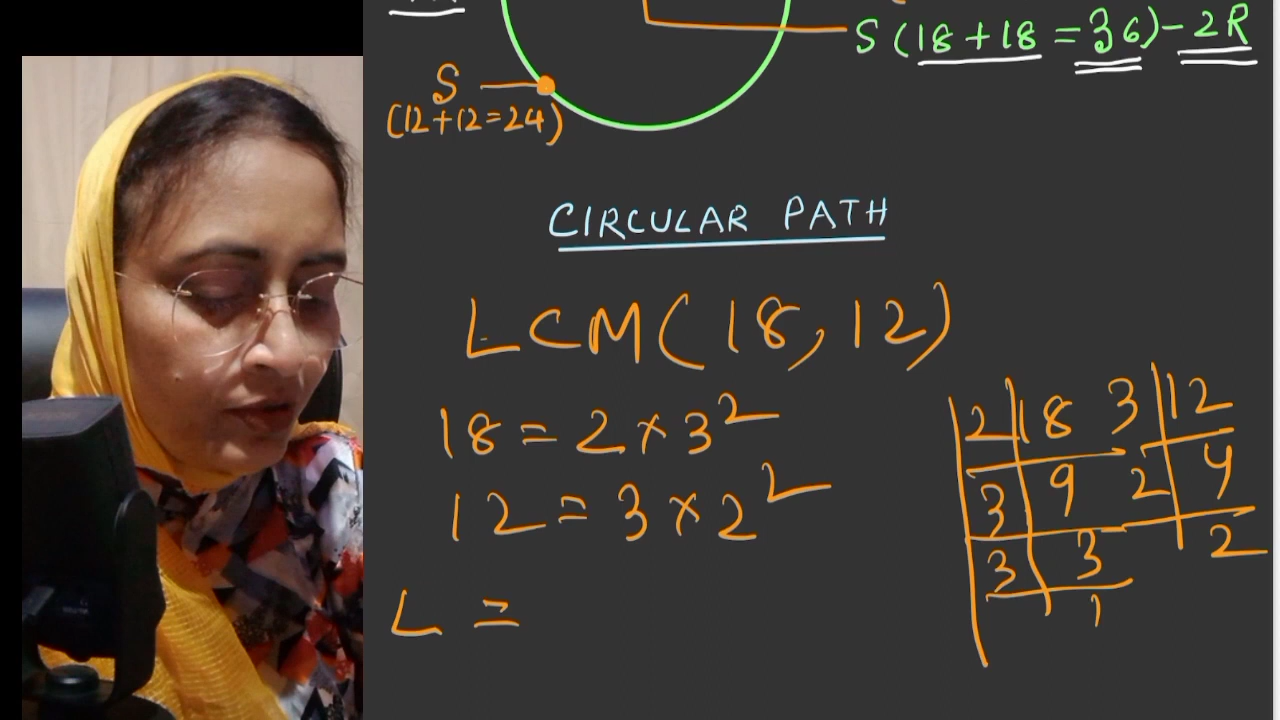 S (18+18 = 36)-2R
S
(12+12=24)
CIRCULAR PATH
LCM(18,12)
18 = 2 × 3²
12 = 3 × 2²
L =
2 18 3 12
3 9 2 4
3 3 2
1